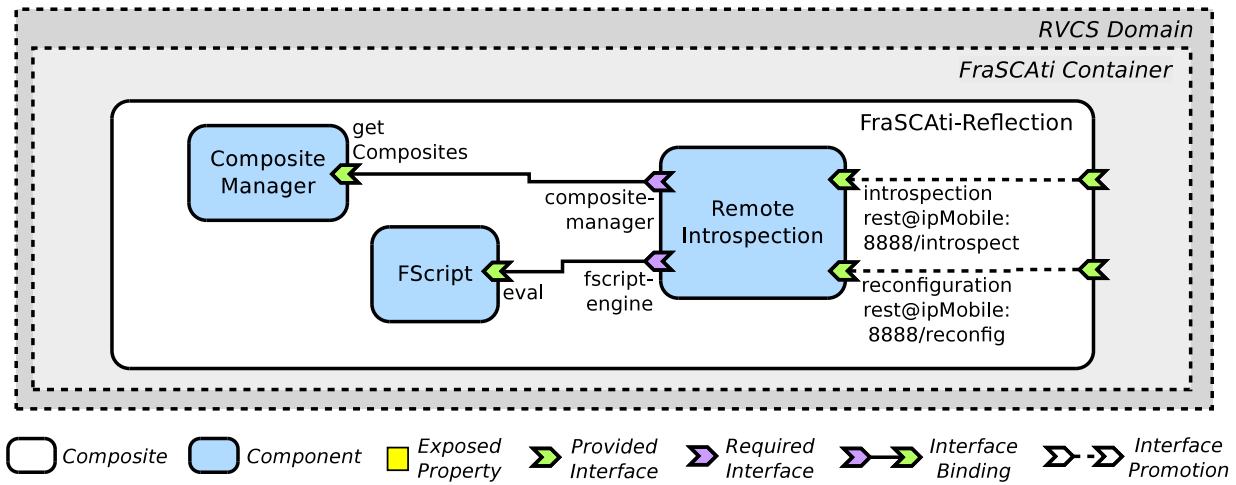 RVCS Domain
FraSCAti Container
FraSCAti-Reflection
Composite
Manager
get
Composites
composite-
manager
Remote
Introspection
introspection
rest@ipMobile:
8888/introspect
FScript
eval
fscript-
engine
reconfiguration
rest@ipMobile:
8888/reconfig
Composite
Component
Exposed
Property
Provided
Interface
Required
Interface
Interface
Binding
Interface
Promotion